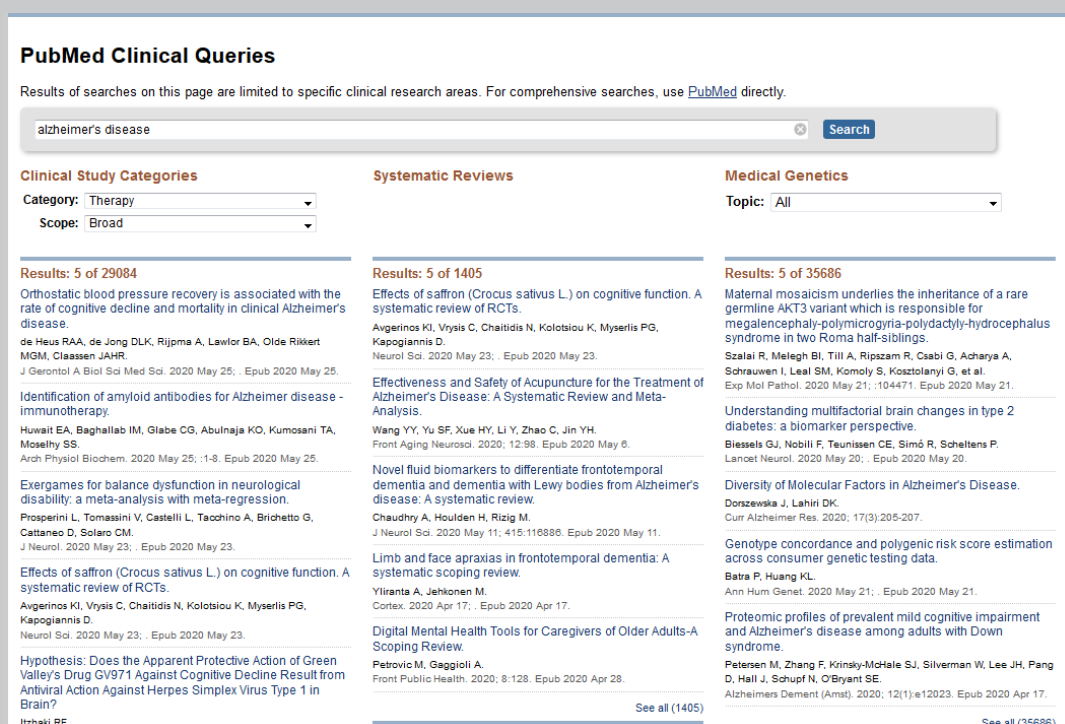 PubMed Clinical Queries
Results of searches on this page are limited to specific clinical research areas. For comprehensive searches, use PubMed directly.
alzheimer's disease
Search
Clinical Study Categories
Category: Therapy
Scope: Broad
Results: 5 of 29084
Orthostatic blood pressure recovery is associated with the
rate of cognitive decline and mortality in clinical Alzheimer's
disease.
de Heus RAA, de Jong DLK, Rijpma A, Lawlor BA, Olde Rikkert
MGM, Claassen JAHR.
J Gerontol A Biol Sci Med Sci. 2020 May 25; . Epub 2020 May 25.
Identification of amyloid antibodies for Alzheimer disease -
immunotherapy.
Huwait EA, Baghallab IM, Glabe CG, Abulnaja KO, Kumosani TA,
Moselhy SS.
Arch Physiol Biochem. 2020 May 25; :1-8. Epub 2020 May 25.
Exergames for balance dysfunction in neurological
disability: a meta-analysis with meta-regression.
Prosperini L, Tomassini V, Castelli L, Tacchino A, Brichetto G,
Cattaneo D, Solaro CM.
J Neurol. 2020 May 23; . Epub 2020 May 23.
Effects of saffron (Crocus sativus L.) on cognitive function. A
systematic review of RCTs.
Avgerinos KI, Vrysis C, Chaitidis N, Kolotsiou K, Myserlis PG,
Kapogiannis D.
Neurol Sci. 2020 May 23; . Epub 2020 May 23.
Hypothesis: Does the Apparent Protective Action of Green
Valley's Drug GV971 Against Cognitive Decline Result from
Antiviral Action Against Herpes Simplex Virus Type 1 in
Brain?
Itzhaki RF
Systematic Reviews
Results: 5 of 1405
Effects of saffron (Crocus sativus L.) on cognitive function. A
systematic review of RCTs.
Avgerinos KI, Vrysis C, Chaitidis N, Kolotsiou K, Myserlis PG,
Kapogiannis D.
Neurol Sci. 2020 May 23; . Epub 2020 May 23.
Effectiveness and Safety of Acupuncture for the Treatment of
Alzheimer's Disease: A Systematic Review and Meta-
Analysis.
Wang YY, Yu SF, Xue HY, Li Y, Zhao C, Jin YH.
Front Aging Neurosci. 2020; 12:98. Epub 2020 May 6.
Novel fluid biomarkers to differentiate frontotemporal
dementia and dementia with Lewy bodies from Alzheimer's
disease: A systematic review.
Chaudhry A, Houlden H, Rizig M.
J Neurol Sci. 2020 May 11; 415:116886. Epub 2020 May 11.
Limb and face apraxias in frontotemporal dementia: A
systematic scoping review.
Yliranta A, Jehkonen M.
Cortex. 2020 Apr 17; . Epub 2020 Apr 17.
Digital Mental Health Tools for Caregivers of Older Adults-A
Scoping Review.
Petrovic M, Gaggioli A.
Front Public Health. 2020; 8:128. Epub 2020 Apr 28.
See all (1405)
Medical Genetics
Topic: All
Results: 5 of 35686
Maternal mosaicism underlies the inheritance of a rare
germline AKT3 variant which is responsible for
megalencephaly-polymicrogyria-polydactyly-hydrocephalus
syndrome in two Roma half-siblings.
Szalai R, Melegh BI, Till A, Ripszam R, Csabi G, Acharya A,
Schrauwen I, Leal SM, Komoly S, Kosztolanyi G, et al.
Exp Mol Pathol. 2020 May 21; :104471. Epub 2020 May 21.
Understanding multifactorial brain changes in type 2
diabetes: a biomarker perspective.
Biessels GJ, Nobili F, Teunissen CE, Simó R, Scheltens P.
Lancet Neurol. 2020 May 20; . Epub 2020 May 20.
Diversity of Molecular Factors in Alzheimer's Disease.
Dorszewska J, Lahiri DK.
Curr Alzheimer Res. 2020; 17(3):205-207.
Genotype concordance and polygenic risk score estimation
across consumer genetic testing data.
Batra P, Huang KL.
Ann Hum Genet. 2020 May 21; . Epub 2020 May 21.
Proteomic profiles of prevalent mild cognitive impairment
and Alzheimer's disease among adults with Down
syndrome.
Petersen M, Zhang F, Krinsky-McHale SJ, Silverman W, Lee JH, Pang
D, Hall J, Schupf N, O'Bryant SE.
Alzheimers Dement (Amst). 2020; 12(1):e12023. Epub 2020 Apr 17.
See all (35686)